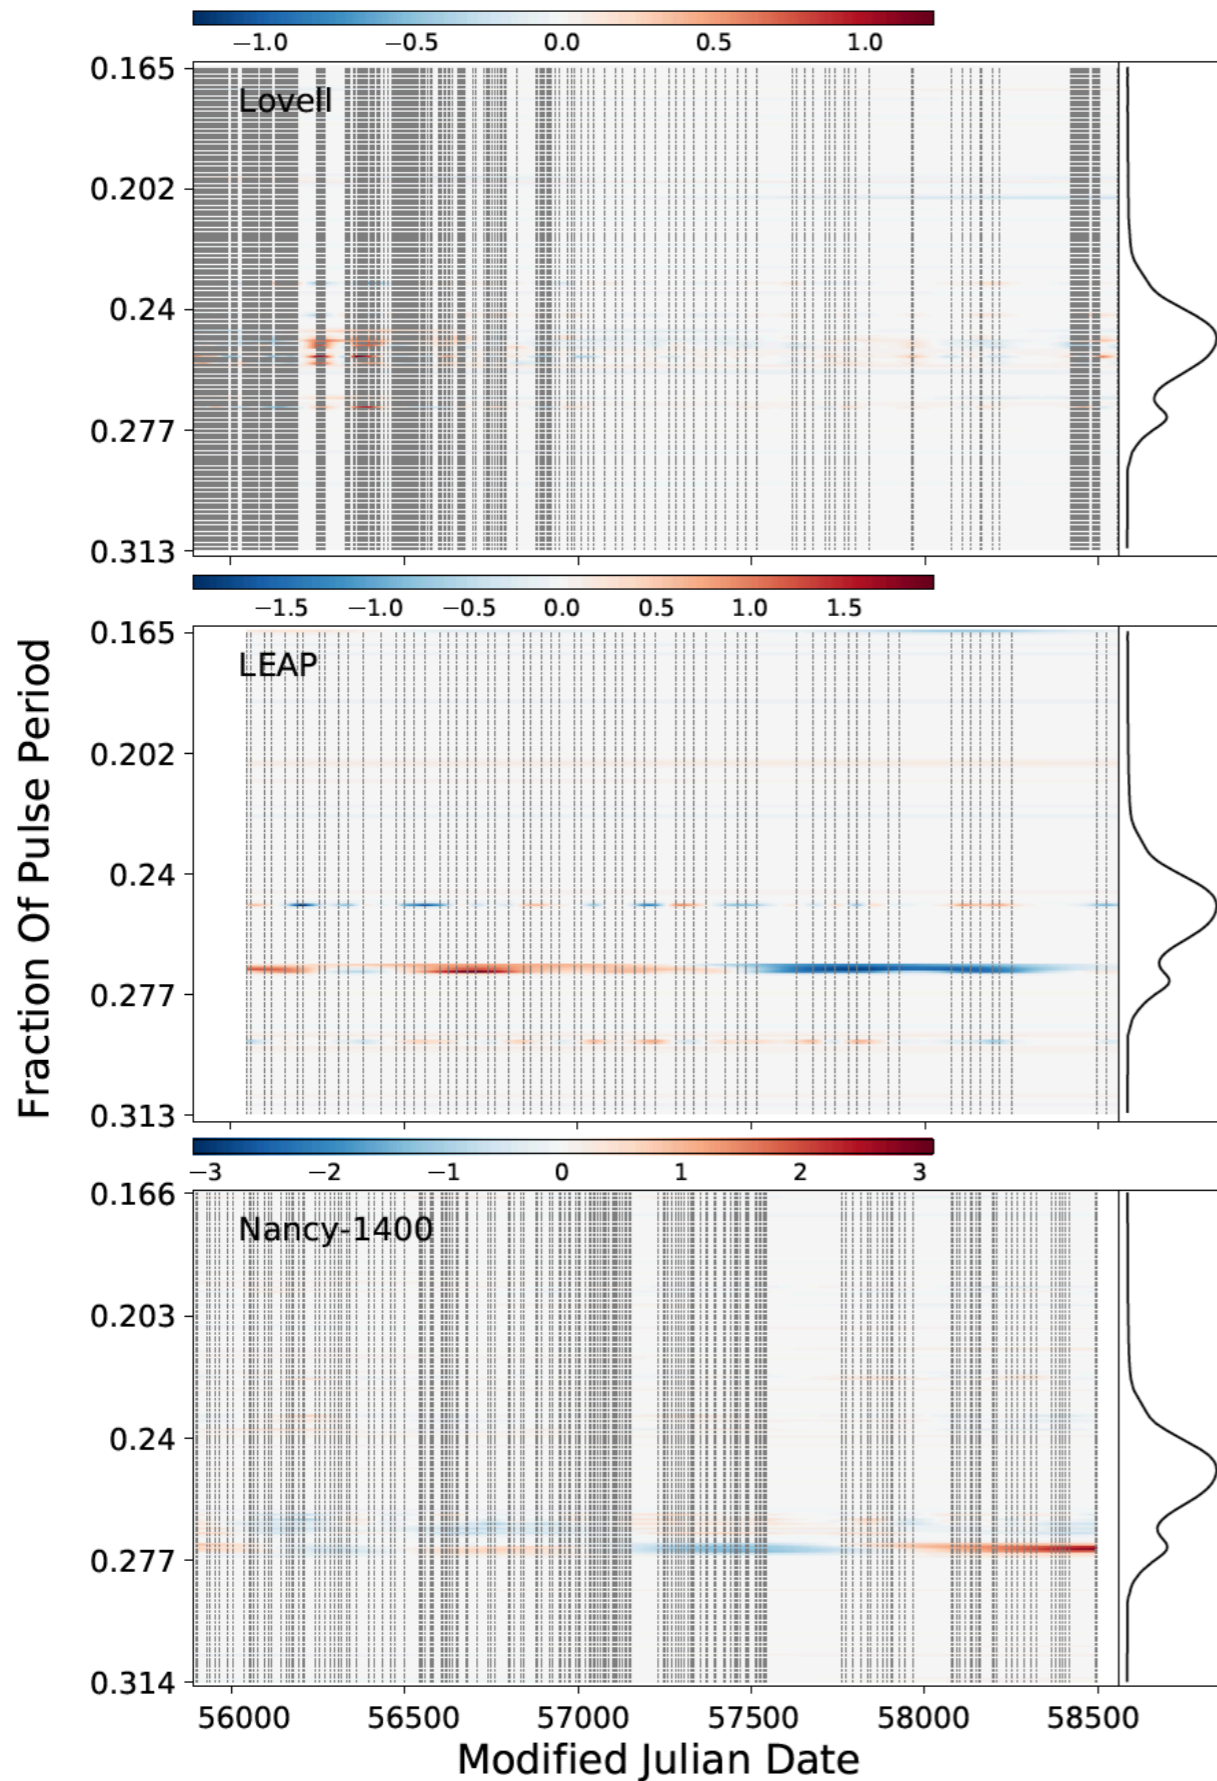 −1.0 −0.5 0.0 0.5 1.0
0.165
Lovell
0.202
0.24
0.277
0.313
−1.5 −1.0 −0.5 0.0 0.5 1.0 1.5
0.165
LEAP
0.202
0.24
0.277
0.313
Fraction Of Pulse Period
−3 −2 −1 0 1 2 3
0.166
Nancy-1400
0.203
0.24
0.277
0.314
56000 56500 57000 57500 58000 58500
Modified Julian Date